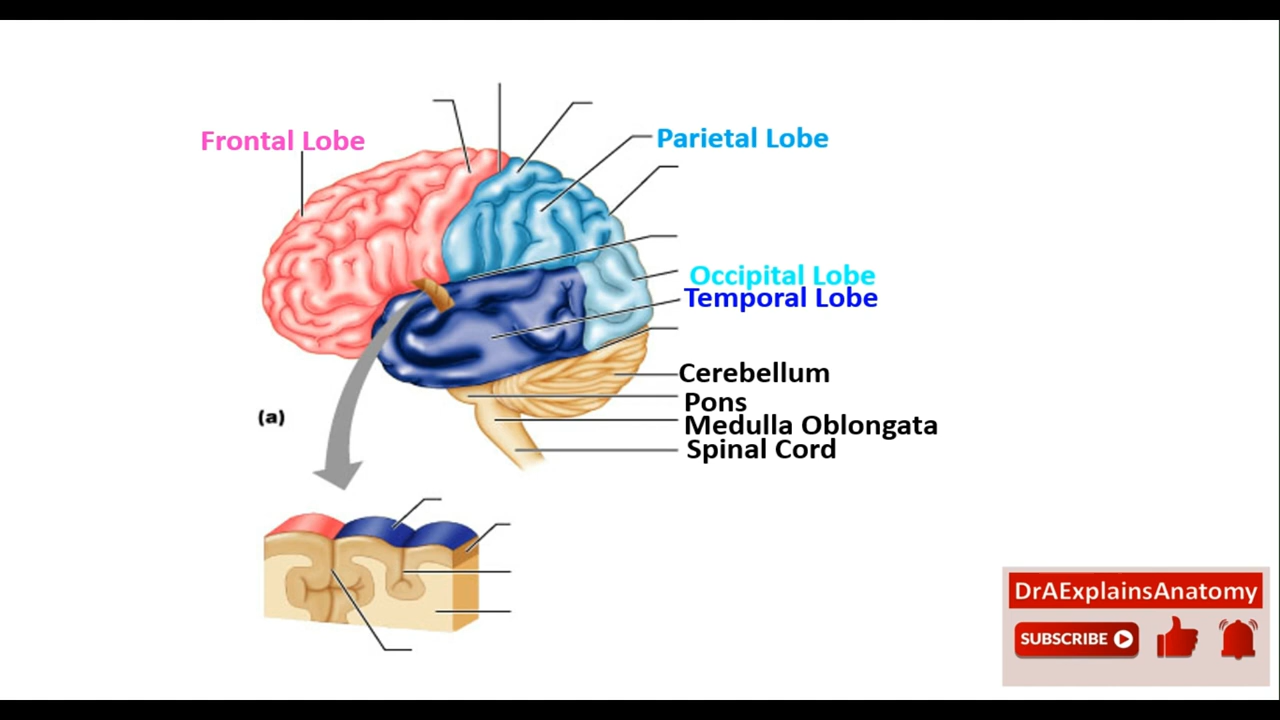 Frontal Lobe
Parietal Lobe
Occipital Lobe
Temporal Lobe
Cerebellum
Pons
(a)
Medulla Oblongata
Spinal Cord
DrAExplainsAnatomy
SUBSCRIBE